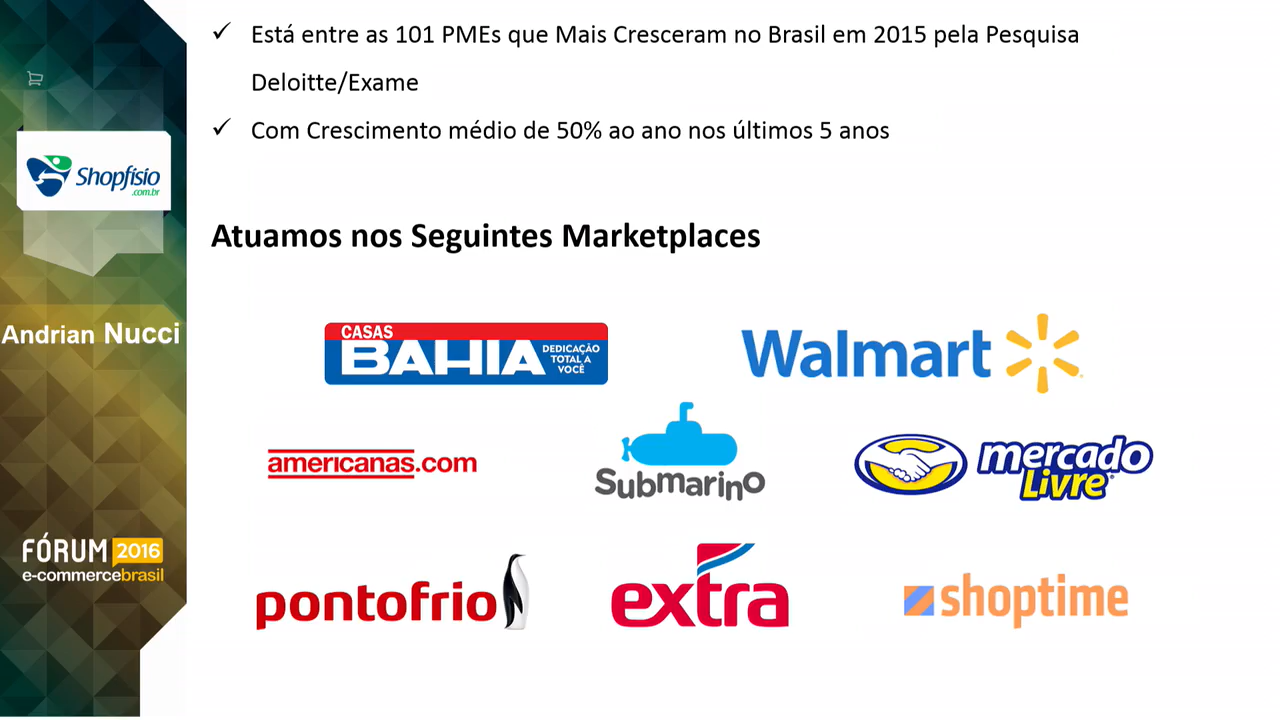 ✓ Está entre as 101 PMEs que Mais Cresceram no Brasil em 2015 pela Pesquisa
Deloitte/Exame
✓ Com Crescimento médio de 50% ao ano nos últimos 5 anos
Shopfisio
.com.br
Atuamos nos Seguintes Marketplaces
Andrian Nucci
CASAS
BAHIA
DEDICAÇÃO
TOTAL A
VOCÊ
Walmart
americanas.com
Submarino
mercado
Livre
FÓRUM 2016
e-commercebrasil
pontofrio
extra
shoptime